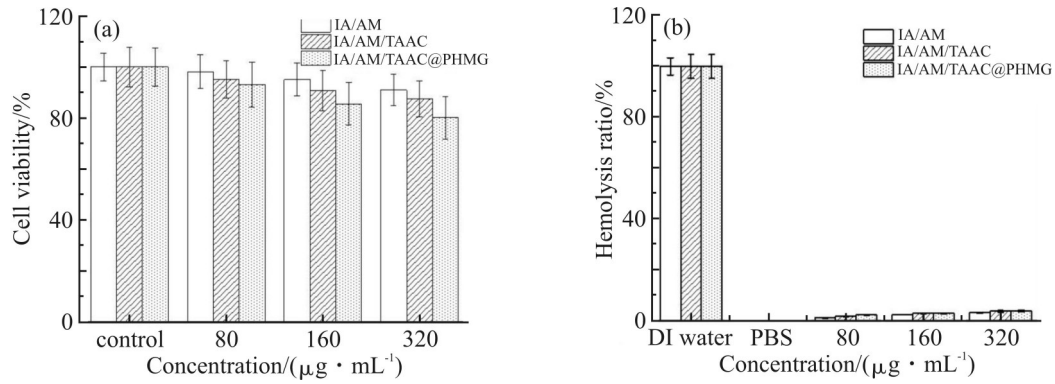 (a)
IA/AM
IA/AM/TAAC
IA/AM/TAAC@PHMG
120
80
40
0
Cell viability/%
control 80 160 320
Concentration/(μg · mL⁻¹)
(b)
IA/AM
IA/AM/TAAC
IA/AM/TAAC@PHMG
120
80
40
0
Hemolysis ratio/%
DI water PBS 80 160 320
Concentration/(μg · mL⁻¹)